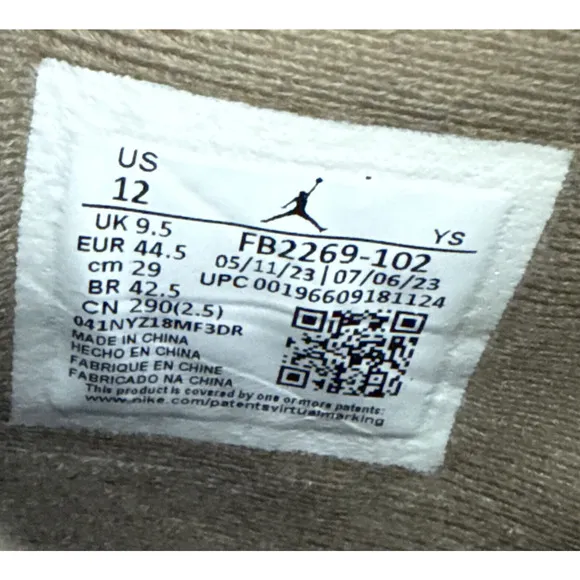 US
12
YS
UK 9.5
EUR 44.5
cm 29
BR 42.5
CN 290(2.5)
FB2269-102
05/11/23 | 07/06/23
UPC 00196609181124
041NYZ18MF3DR
MADE IN CHINA
HECHO EN CHINA
FABRIQUE EN CHINE
FABRICADO NA CHINA
This product is covered by one or more patents:
www.nike.com/patentsvirtualmarking